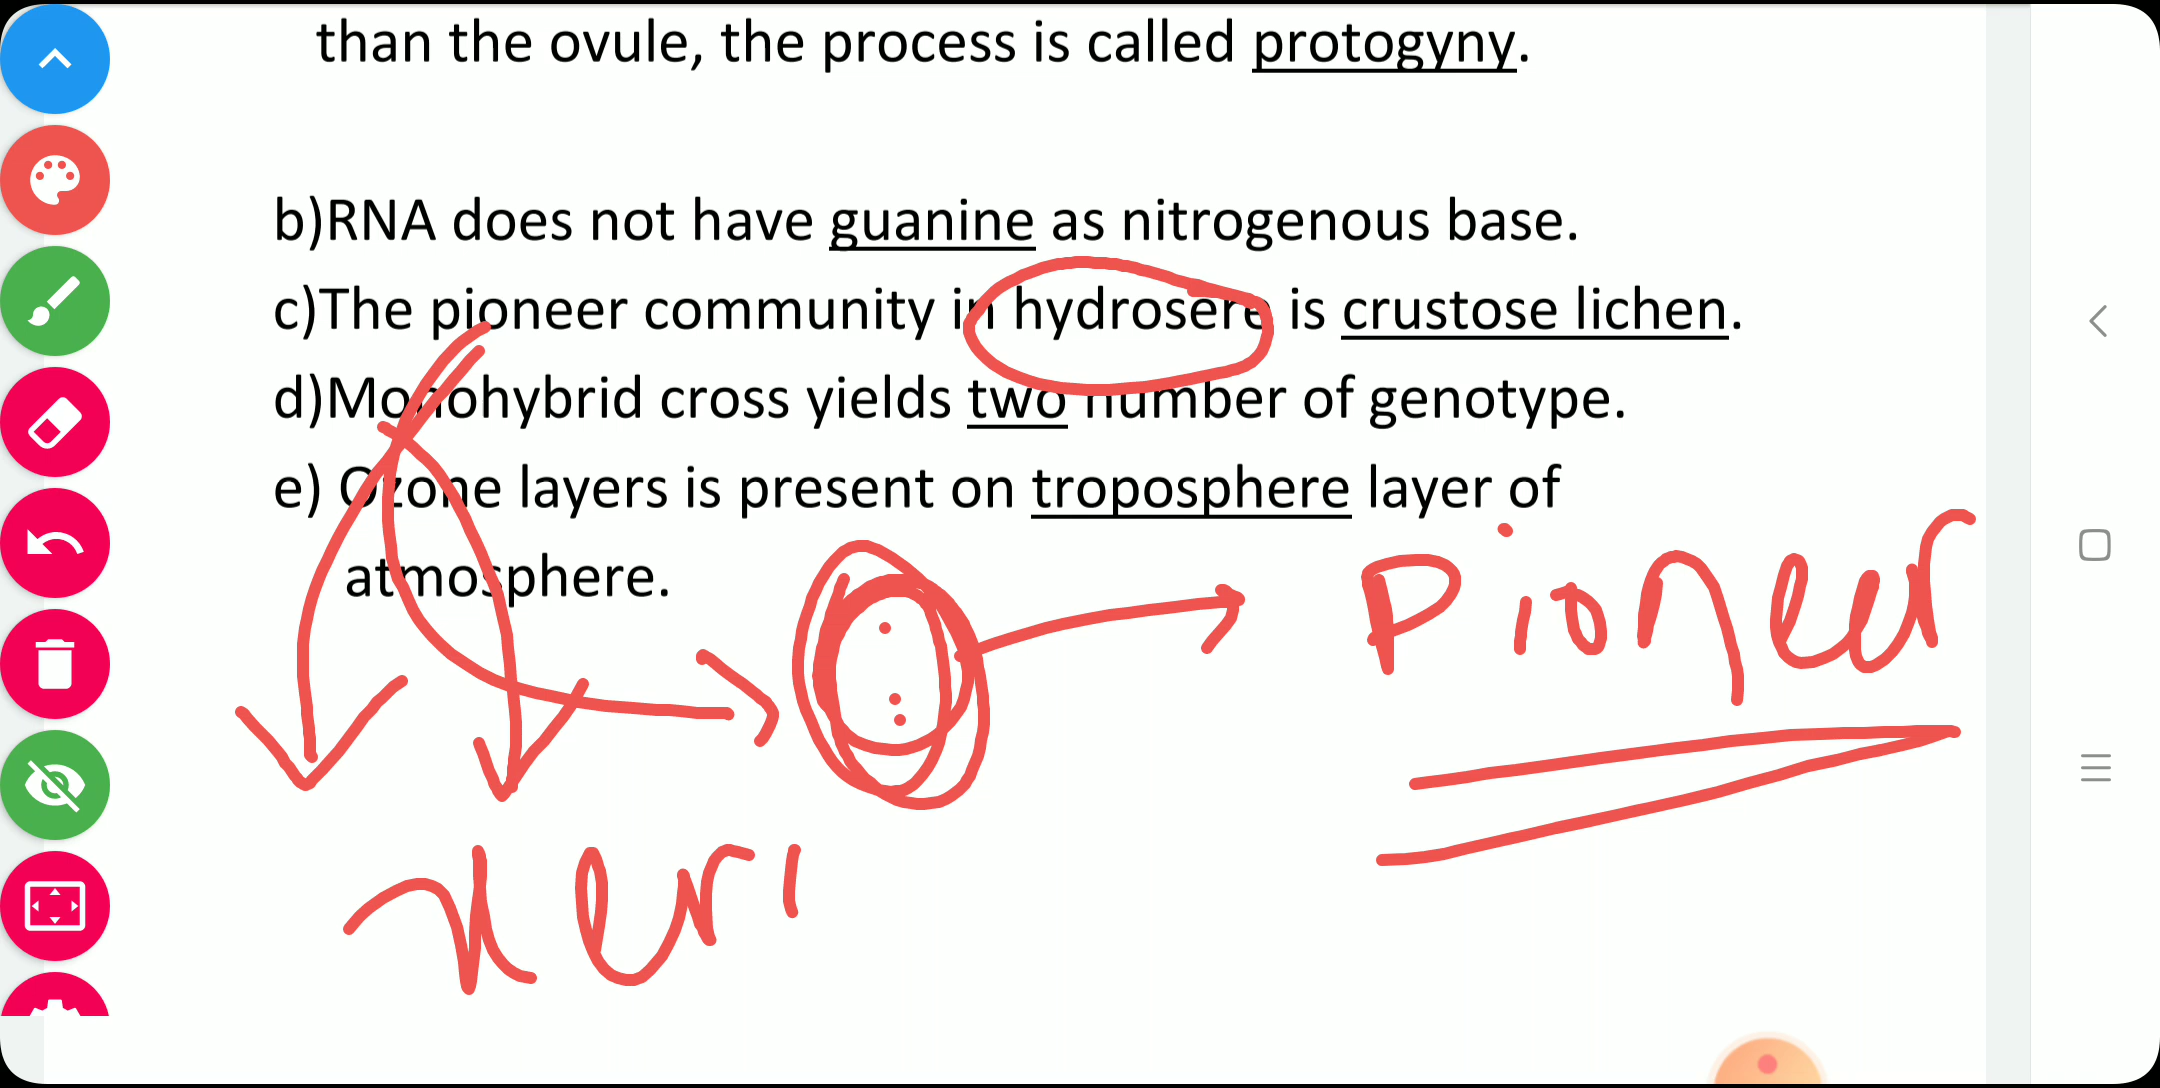 than the ovule, the process is called protogyny.
b)RNA does not have guanine as nitrogenous base.
c)The pioneer community in hydrosere is crustose lichen.
d)Monohybrid cross yields two number of genotype.
e) Ozone layers is present on troposphere layer of
atmosphere.
Pioneer
xeri